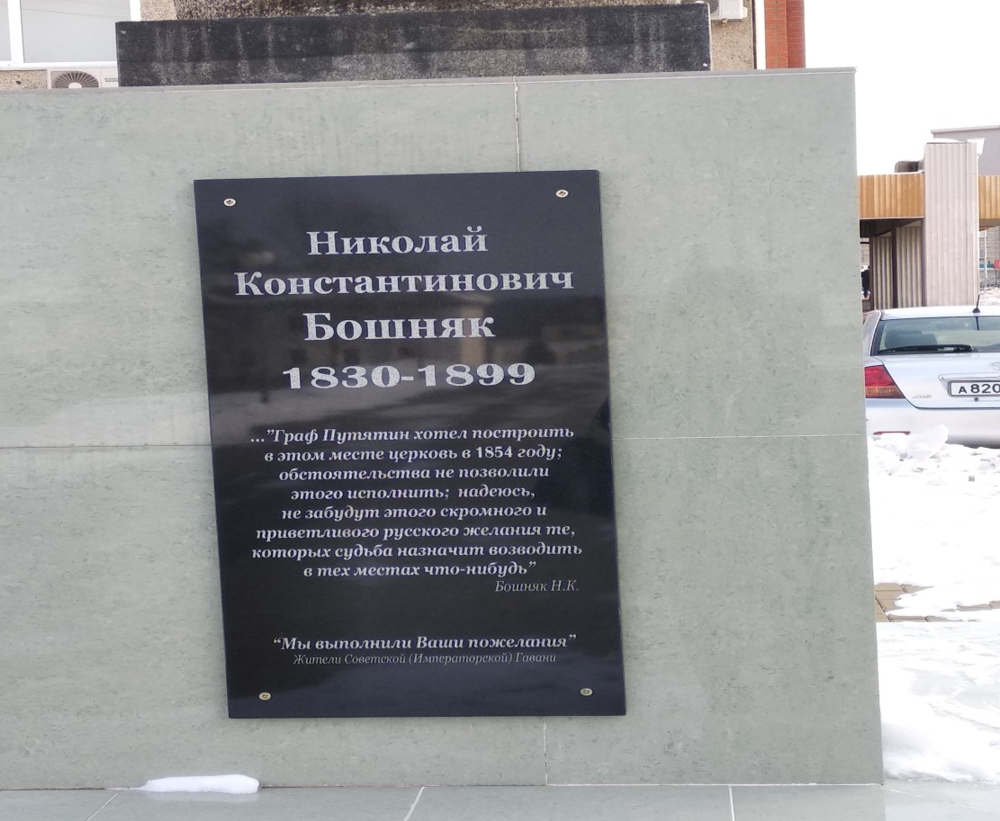 Николай
Константинович
Бошняк
1830-1899
..."Граф Путятин хотел построить
в этом месте церковь в 1854 году;
обстоятельства не позволили
этого исполнить; надеюсь,
не забудут этого скромного и
приветливого русского желания те,
которых судьба назначит возводить
в тех местах что-нибудь"
Бошняк Н.К.
“Мы выполнили Ваши пожелания”
Жители Советской (Императорской) Гавани
А820